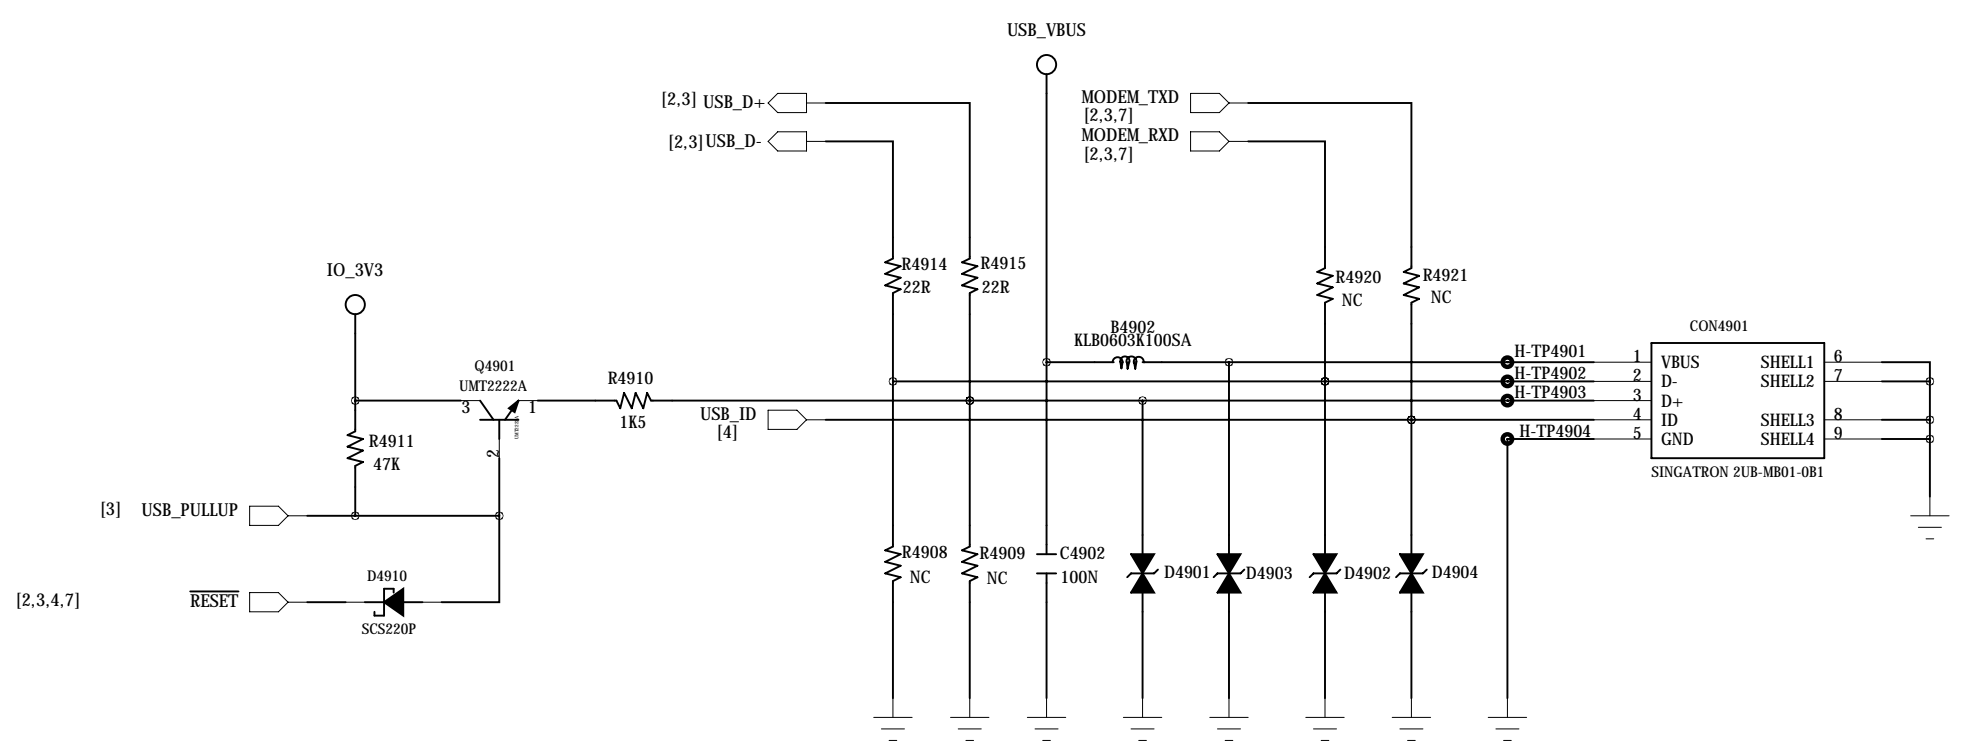 USB_VBUS
[2,3] USB_D+
[2,3] USB_D-
MODEM_TXD
[2,3,7]
MODEM_RXD
[2,3,7]
IO_3V3
R4914
22R
R4915
22R
R4920
NC
R4921
NC
B4902
KLB0603K100SA
CON4901
Q4901
UMT2222A
3
1
2
R4910
1K5
R4911
47K
USB_ID
[4]
H-TP4901
H-TP4902
H-TP4903
H-TP4904
1 VBUS SHELL1 6
2 D- SHELL2 7
3 D+
4 ID SHELL3 8
5 GND SHELL4 9
SINGATRON 2UB-MB01-0B1
[3] USB_PULLUP
[2,3,4,7] RESET
D4910
SCS220P
R4908
NC
R4909
NC
C4902
100N
D4901
D4903
D4902
D4904